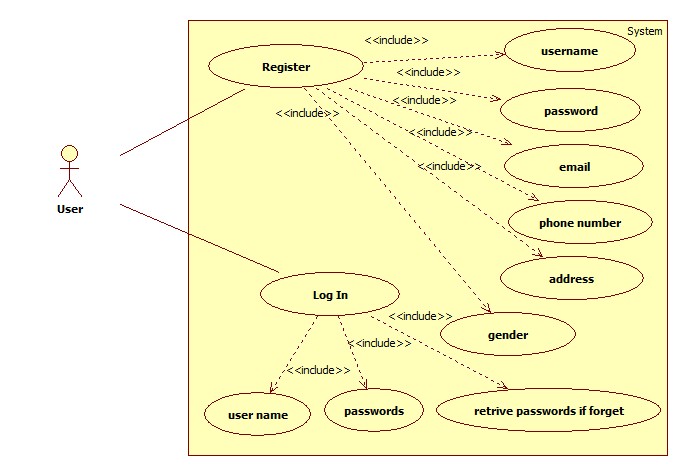 System
<<include>>
username
Register
<<include>>
<<include>>
password
<<include>>
<<include>>
email
<<include>>
User
phone number
address
Log In
<<include>>
gender
<<include>>
<<include>>
user name
passwords
retrive passwords if forget